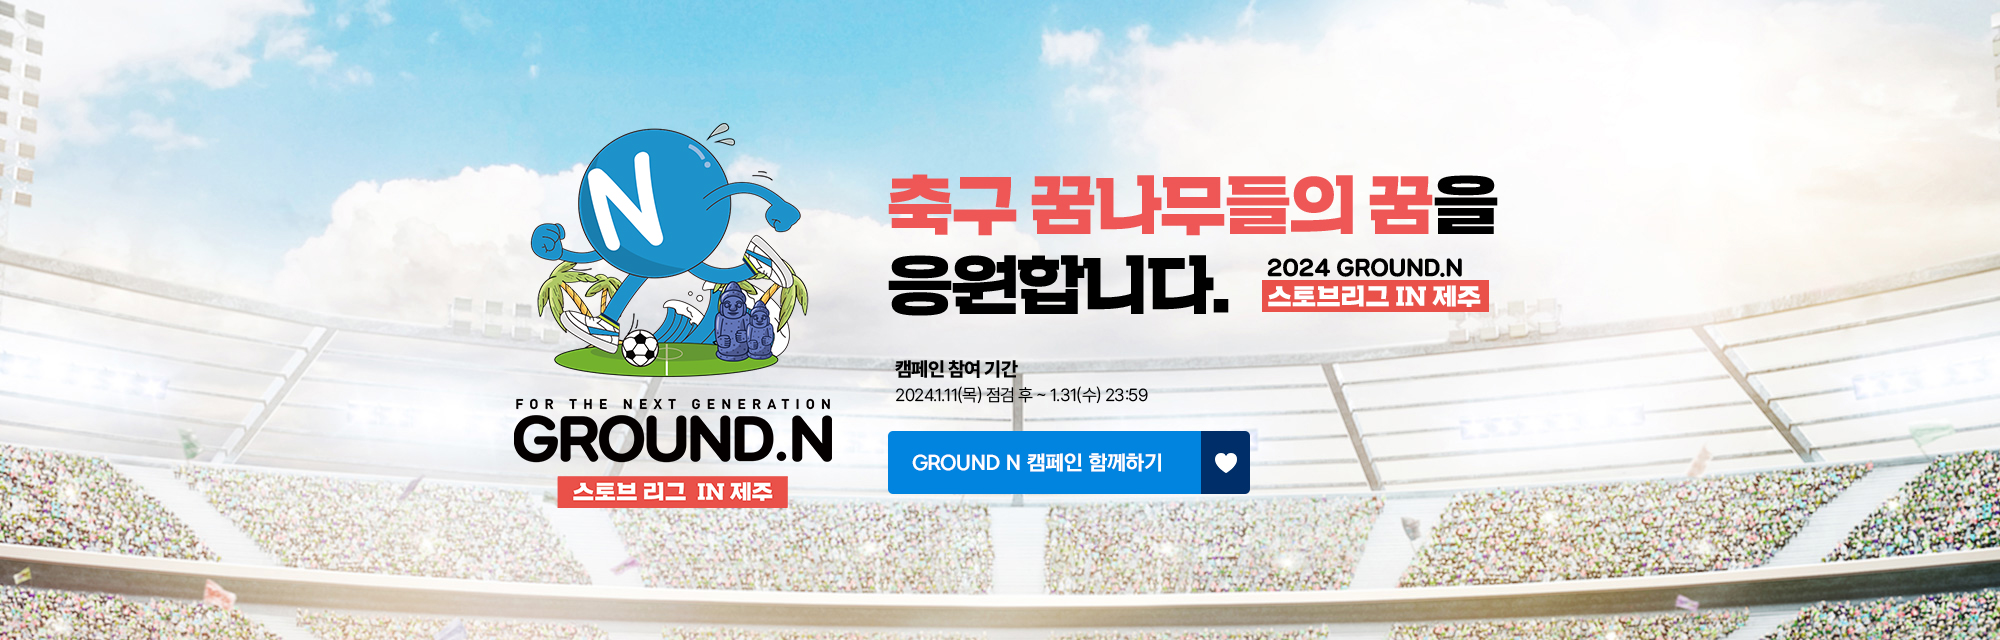 N
FOR THE NEXT GENERATION
GROUND.N
스토브 리그 IN 제주
축구 꿈나무들의 꿈을
응원합니다.
2024 GROUND.N
스토브리그 IN 제주
캠페인 참여 기간
2024.1.11(목) 점검 후 ~ 1.31(수) 23:59
GROUND N 캠페인 함께하기